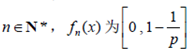 n∈N*, fₙ(x)为[0,1-1/p]